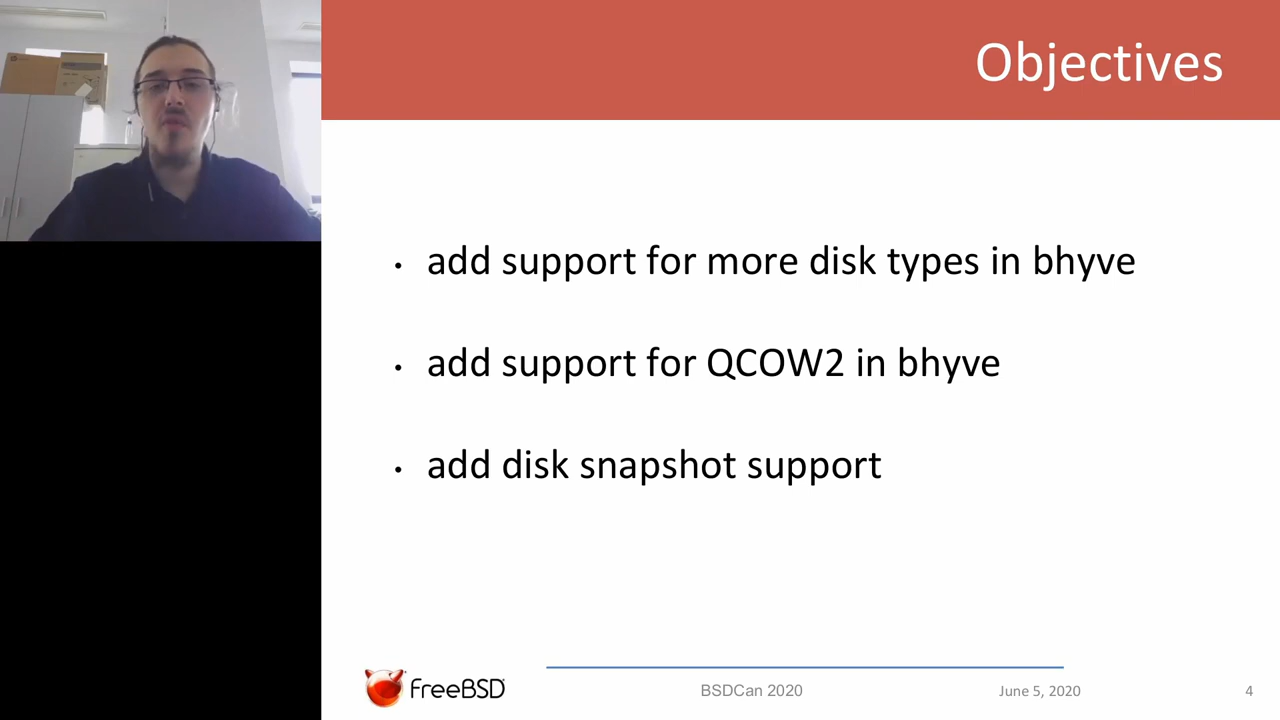 Objectives
• add support for more disk types in bhyve
• add support for QCOW2 in bhyve
• add disk snapshot support
FreeBSD
BSDCan 2020
June 5, 2020
4